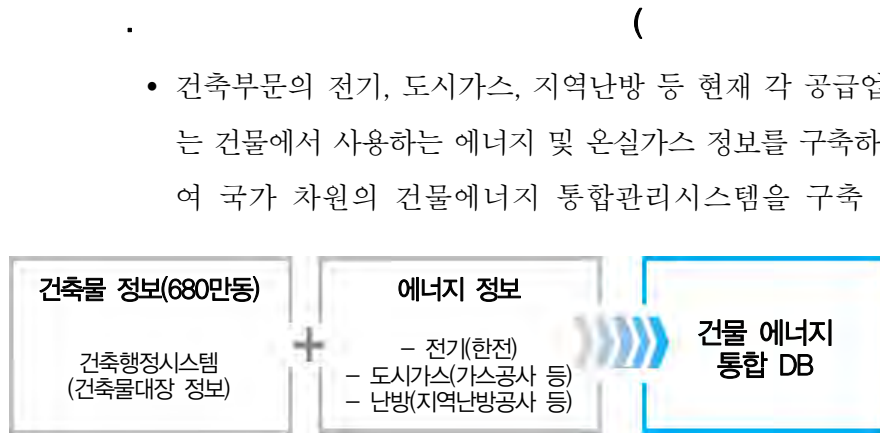 . (
• 건축부문의 전기, 도시가스, 지역난방 등 현재 각 공급업
는 건물에서 사용하는 에너지 및 온실가스 정보를 구축하
여 국가 차원의 건물에너지 통합관리시스템을 구축
건축물 정보(680만동)
건축행정시스템
(건축물대장 정보)
+
에너지 정보
- 전기(한전)
- 도시가스(가스공사 등)
- 난방(지역난방공사 등)
건물 에너지
통합 DB